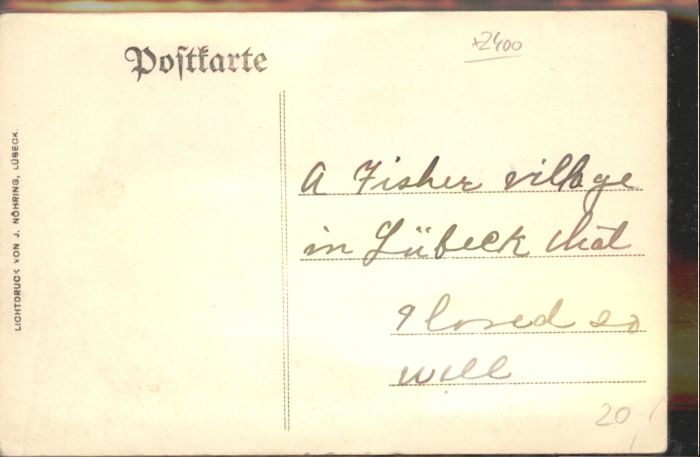 Postkarte
+2400
LICHTDRUCK VON J. NÖHRING, LÜBECK.
A Fisher village
in Lübeck that
I loved so
well
20